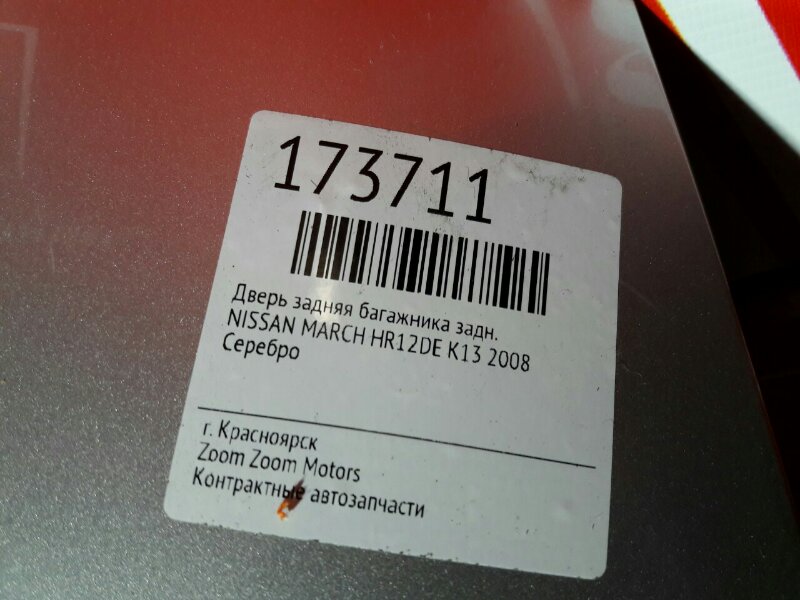 173711
Дверь задняя багажника задн.
NISSAN MARCH HR12DE K13 2008
Серебро
г. Красноярск
Zoom Zoom Motors
Контрактные автозапчасти